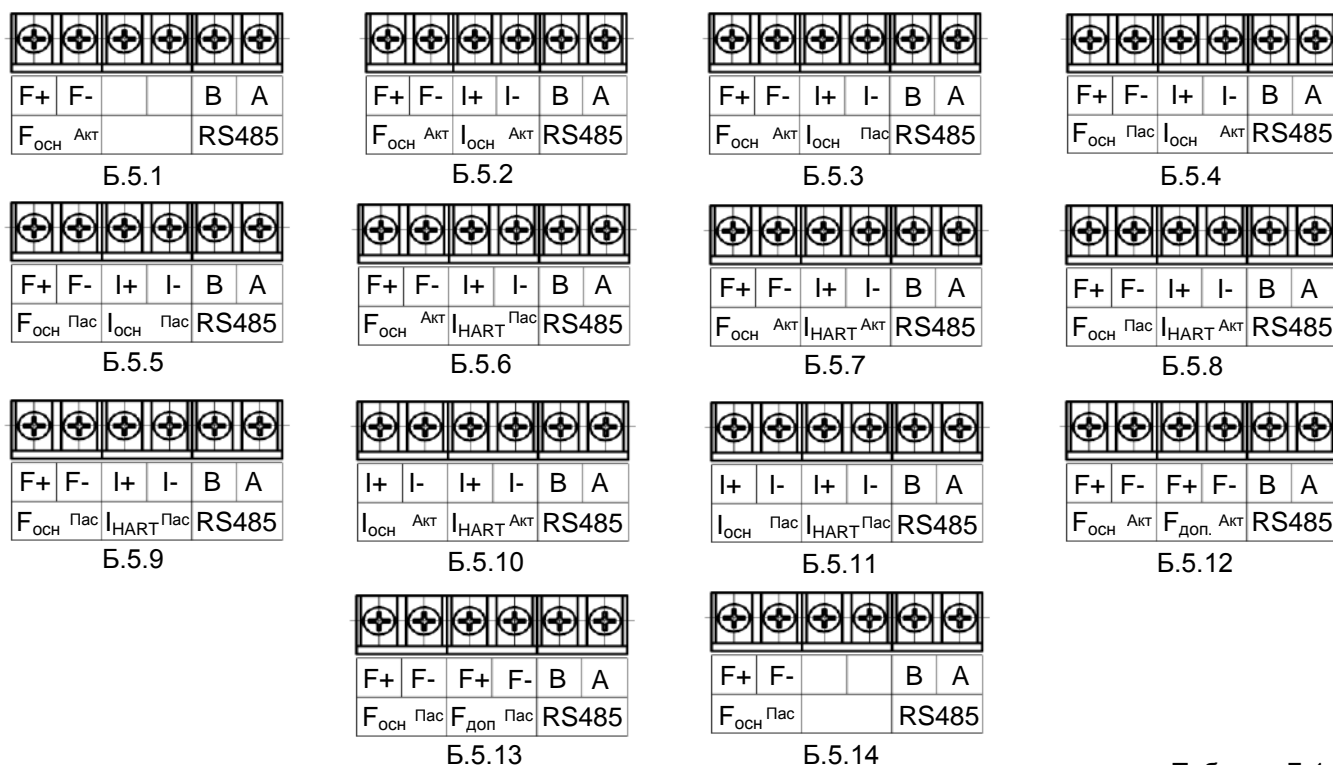 F+ F- B A
Fосн Акт RS485
Б.5.1
F+ F- I+ I- B A
Fосн Акт Iосн Акт RS485
Б.5.2
F+ F- I+ I- B A
Fосн Акт Iосн Пас RS485
Б.5.3
F+ F- I+ I- B A
Fосн Пас Iосн Акт RS485
Б.5.4
F+ F- I+ I- B A
Fосн Пас Iосн Пас RS485
Б.5.5
F+ F- I+ I- B A
Fосн Акт IHART Пас RS485
Б.5.6
F+ F- I+ I- B A
Fосн Акт IHART Акт RS485
Б.5.7
F+ F- I+ I- B A
Fосн Пас IHART Акт RS485
Б.5.8
F+ F- I+ I- B A
Fосн Пас IHART Пас RS485
Б.5.9
I+ I- I+ I- B A
Iосн Акт IHART Акт RS485
Б.5.10
I+ I- I+ I- B A
Iосн Пас IHART Пас RS485
Б.5.11
F+ F- F+ F- B A
Fосн Акт Fдоп. Акт RS485
Б.5.12
F+ F- F+ F- B A
Fосн Пас Fдоп Пас RS485
Б.5.13
F+ F- B A
Fосн Пас RS485
Б.5.14